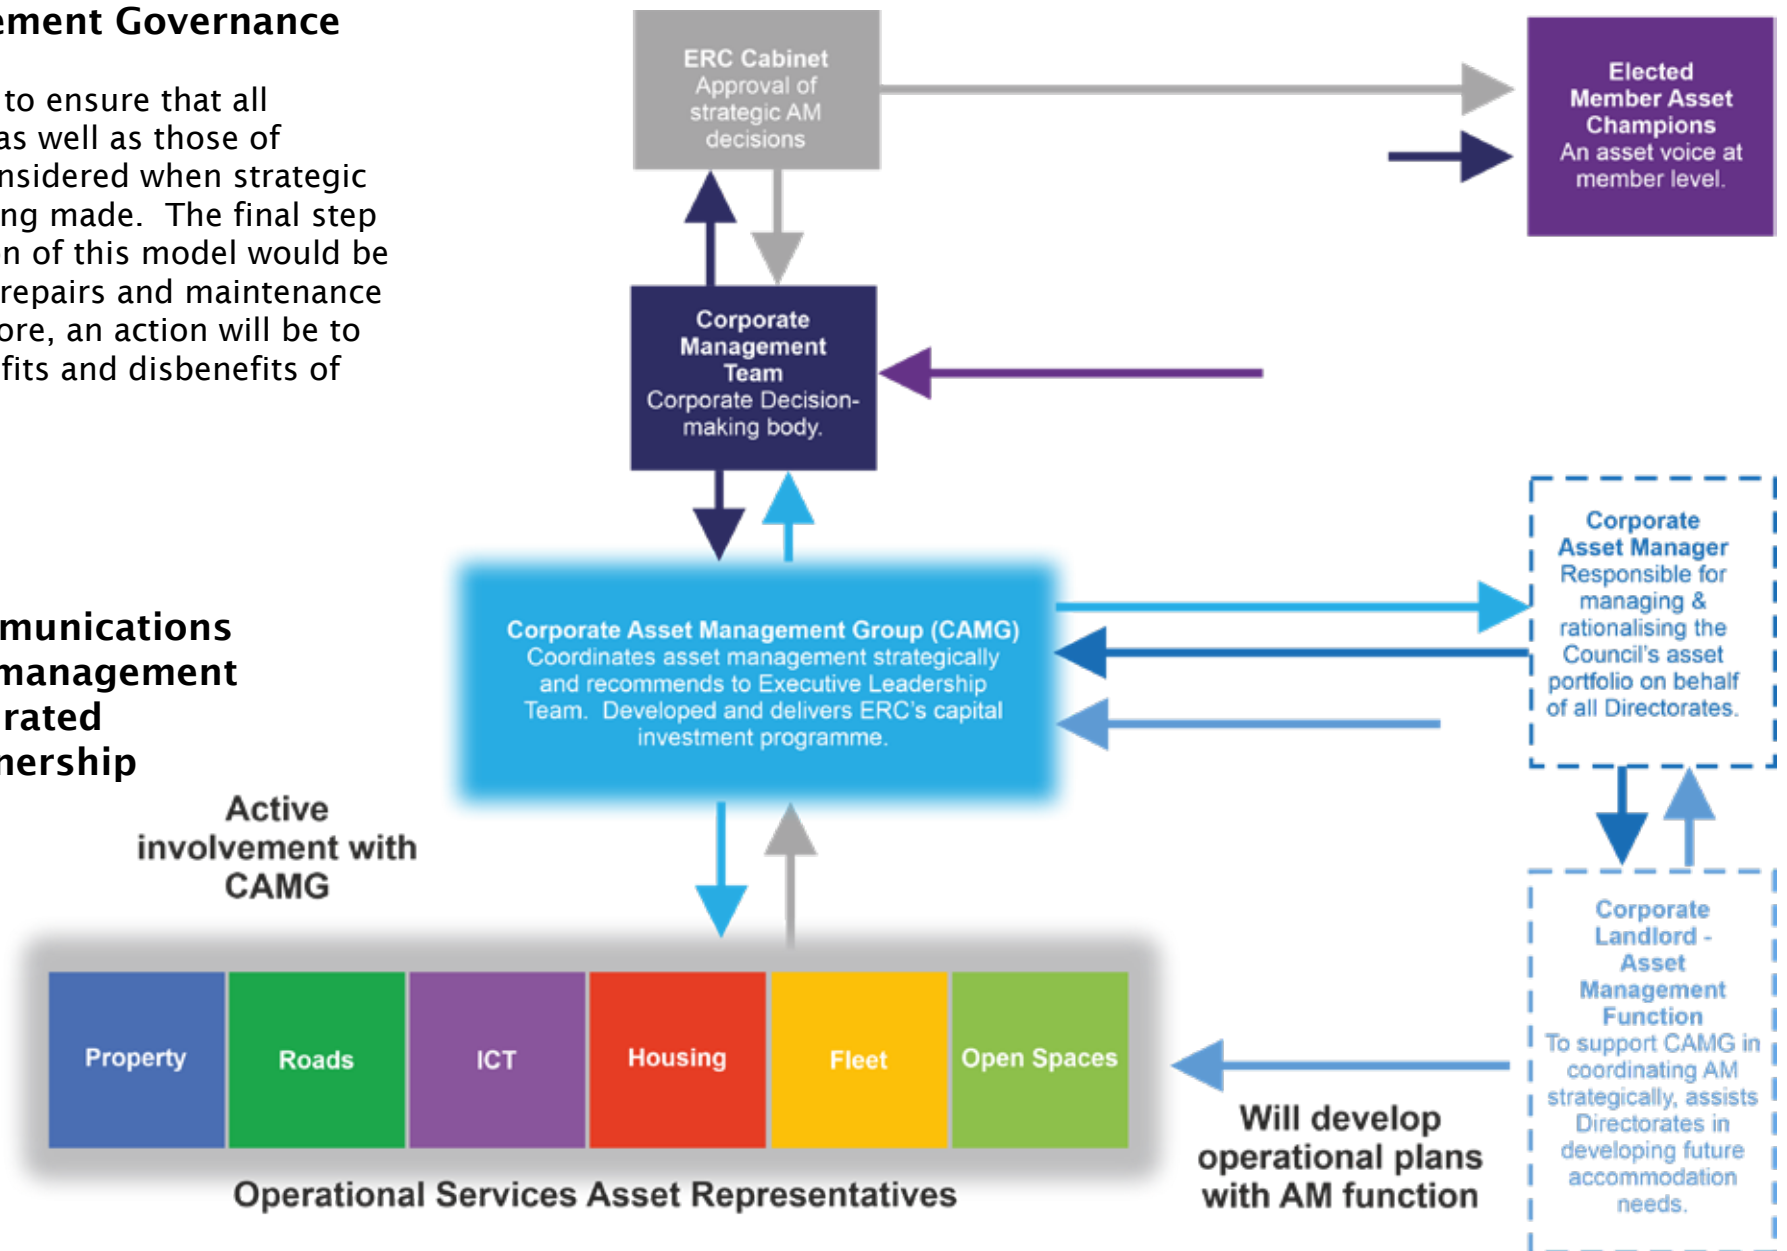 ement Governance
to ensure that all
as well as those of
nsidered when strategic
ng made.  The final step
n of this model would be
repairs and maintenance
ore, an action will be to
fits and disbenefits of
munications
management
rated
nership
ERC Cabinet
Approval of
strategic AM
decisions
Elected
Member Asset
Champions
An asset voice at
member level.
Corporate
Management
Team
Corporate Decision-
making body.
Corporate Asset Management Group (CAMG)
Coordinates asset management strategically
and recommends to Executive Leadership
Team.  Developed and delivers ERC's capital
investment programme.
Corporate
Asset Manager
Responsible for
managing &
rationalising the
Council's asset
portfolio on behalf
of all Directorates.
Active
involvement with
CAMG
Property
Roads
ICT
Housing
Fleet
Open Spaces
Operational Services Asset Representatives
Will develop
operational plans
with AM function
Corporate
Landlord -
Asset
Management
Function
To support CAMG in
coordinating AM
strategically, assists
Directorates in
developing future
accommodation
needs.